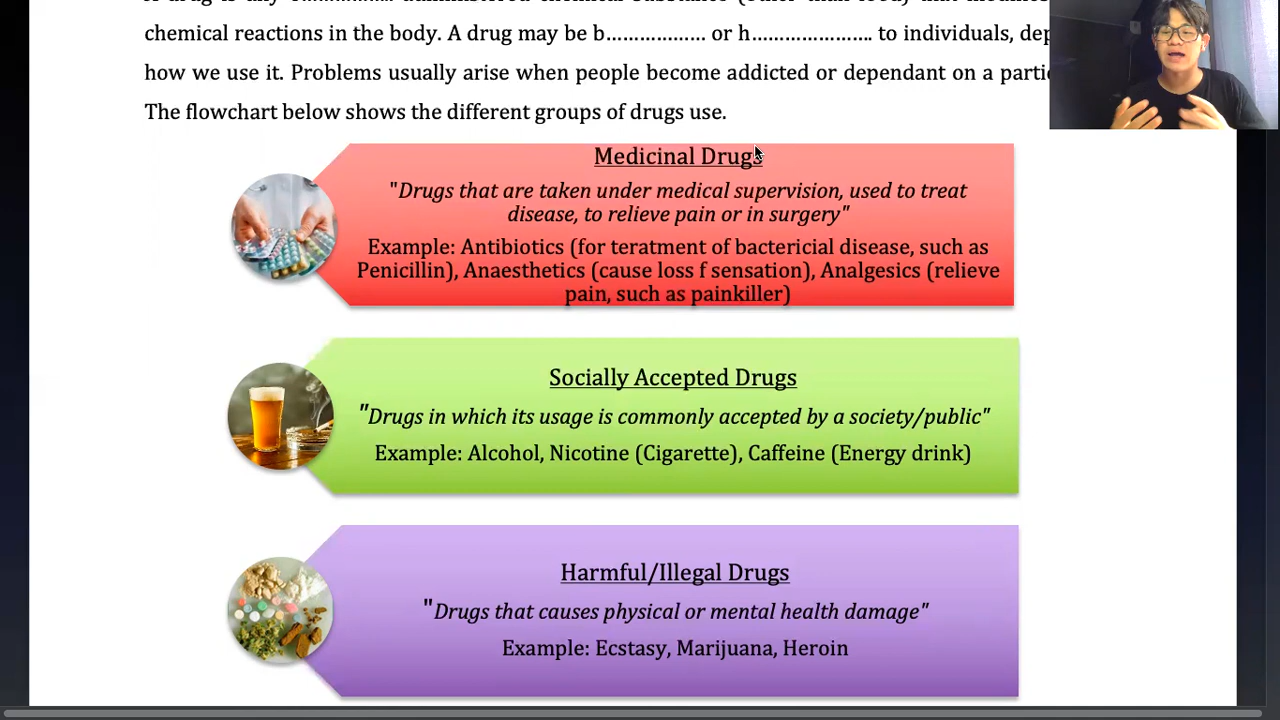 chemical reactions in the body. A drug may be b……………… or h…………………. to individuals,
how we use it. Problems usually arise when people become addicted or dependant on a
The flowchart below shows the different groups of drugs use.
Medicinal Drugs
"Drugs that are taken under medical supervision, used to treat
disease, to relieve pain or in surgery"
Example: Antibiotics (for teratment of bactericial disease, such as
Penicillin), Anaesthetics (cause loss f sensation), Analgesics (relieve
pain, such as painkiller)
Socially Accepted Drugs
"Drugs in which its usage is commonly accepted by a society/public"
Example: Alcohol, Nicotine (Cigarette), Caffeine (Energy drink)
Harmful/Illegal Drugs
"Drugs that causes physical or mental health damage"
Example: Ecstasy, Marijuana, Heroin